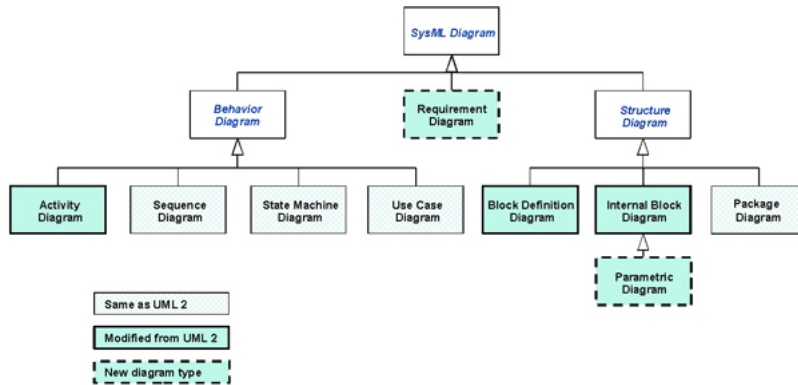 SysML Diagram
Behavior
Diagram
Requirement
Diagram
Structure
Diagram
Activity
Diagram
Sequence
Diagram
State Machine
Diagram
Use Case
Diagram
Block Definition
Diagram
Internal Block
Diagram
Package
Diagram
Parametric
Diagram
Same as UML 2
Modified from UML 2
New diagram type